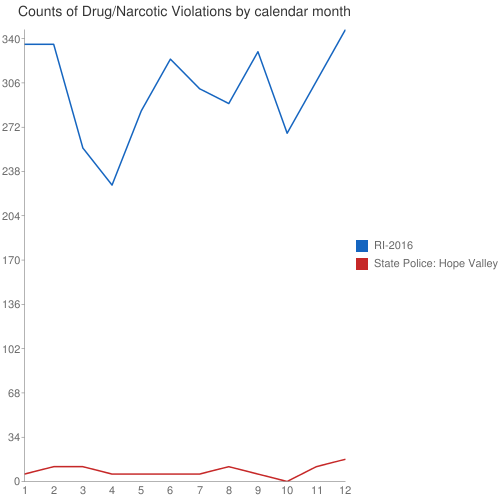 Counts of Drug/Narcotic Violations by calendar month
340
306
272
238
204
170
136
102
68
34
0
1 2 3 4 5 6 7 8 9 10 11 12
RI-2016
State Police: Hope Valley